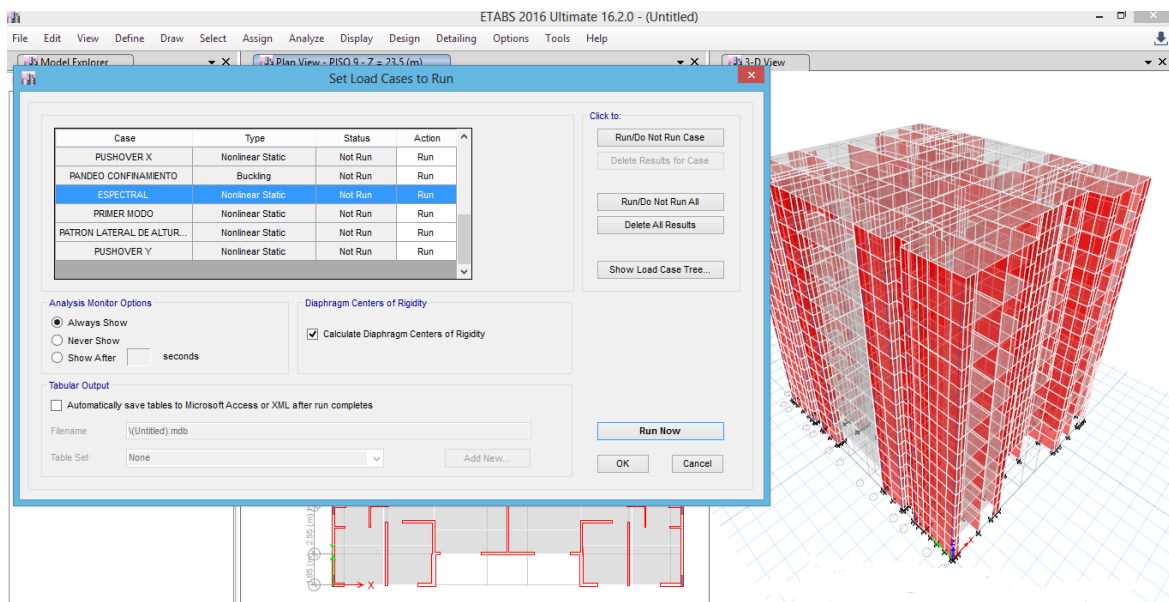 ETABS 2016 Ultimate 16.2.0 - (Untitled)
File Edit View Define Draw Select Assign Analyze Display Design Detailing Options Tools Help
Model Explorer
Plan View - PISO 9 - Z = 23.5 (m)
3-D View
Set Load Cases to Run
Case Type Status Action
PUSHOVER X Nonlinear Static Not Run Run
PANDEO CONFINAMIENTO Buckling Not Run Run
ESPECTRAL Nonlinear Static Not Run Run
PRIMER MODO Nonlinear Static Not Run Run
PATRON LATERAL DE ALTUR... Nonlinear Static Not Run Run
PUSHOVER Y Nonlinear Static Not Run Run
Click to:
Run/Do Not Run Case
Delete Results for Case
Run/Do Not Run All
Delete All Results
Show Load Case Tree...
Analysis Monitor Options
Always Show
Never Show
Show After seconds
Diaphragm Centers of Rigidity
Calculate Diaphragm Centers of Rigidity
Tabular Output
Automatically save tables to Microsoft Access or XML after run completes
Filename \(Untitled).mdb
Table Set None Add New...
Run Now
OK Cancel
2.55 (m)
X
X